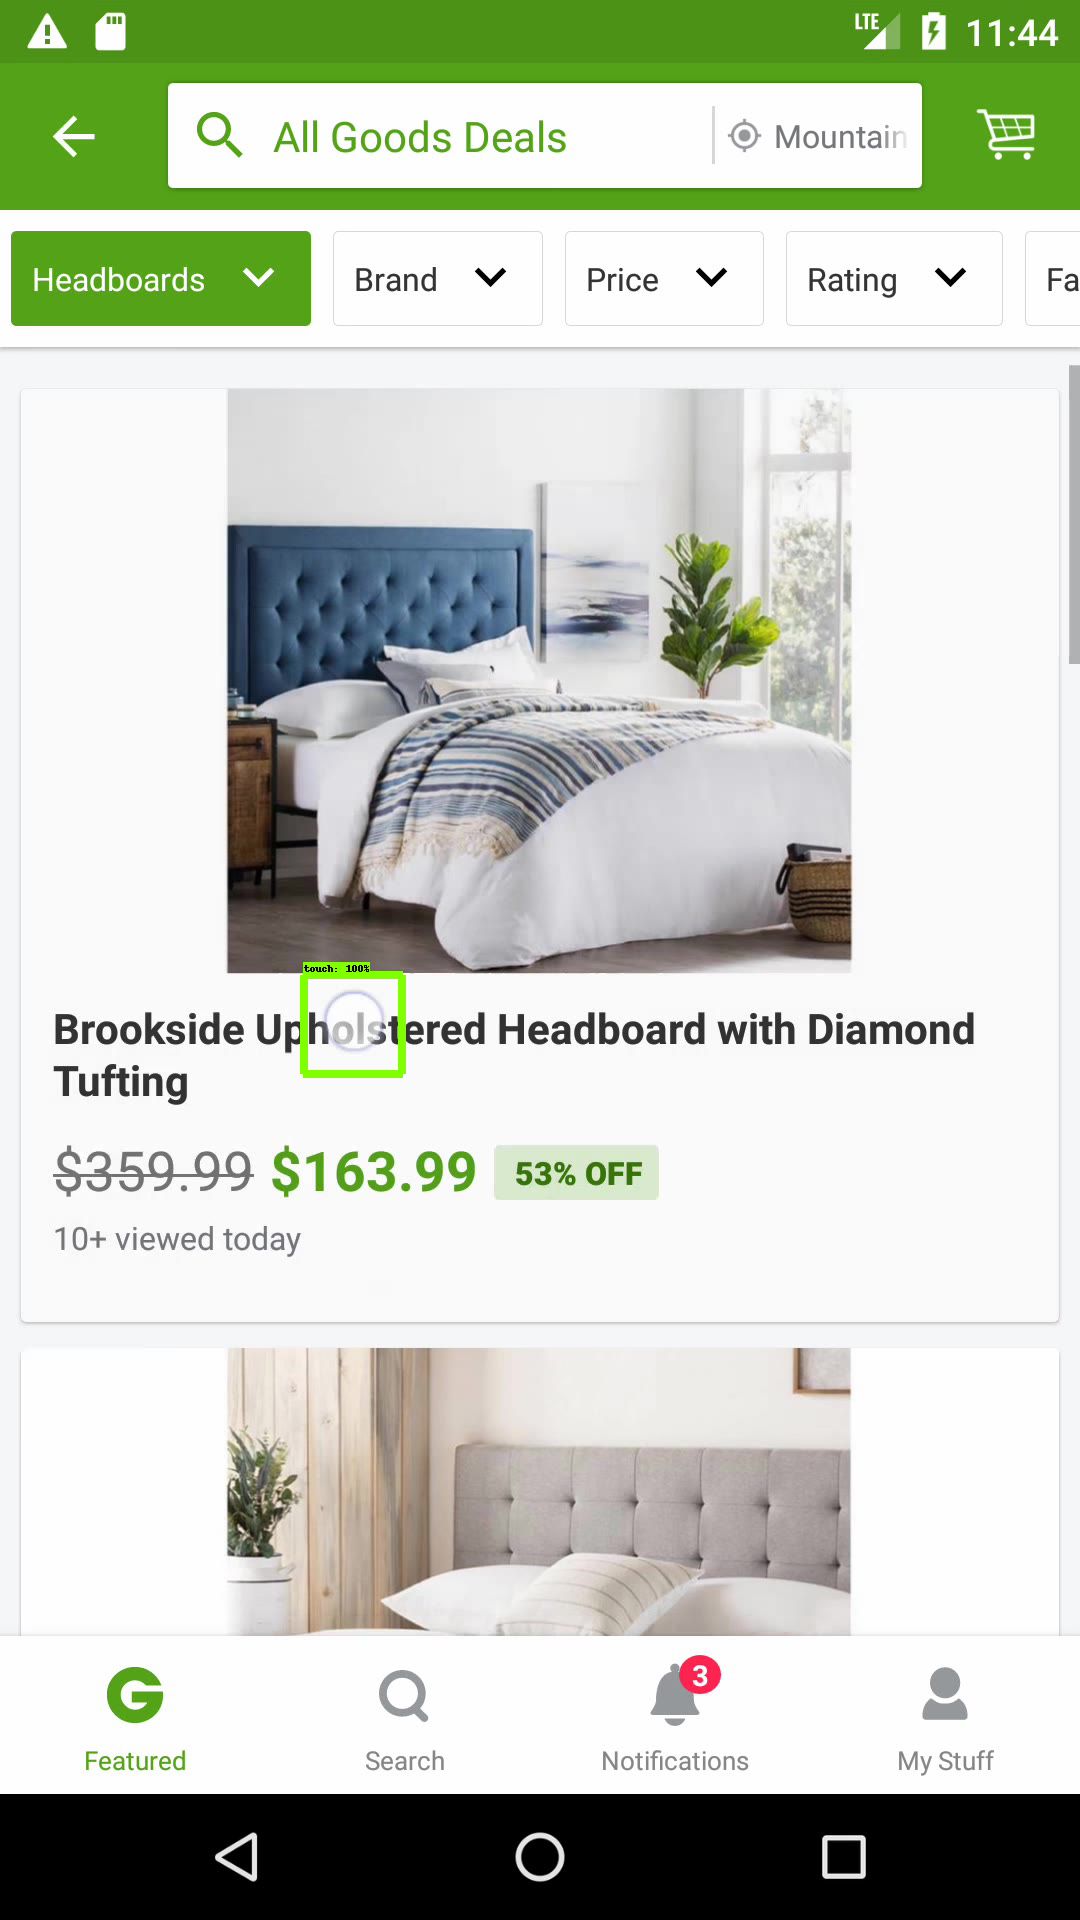 LTE 11:44
All Goods Deals Mountain
Headboards Brand Price Rating Fa
touch: 100%
Brookside Upholstered Headboard with Diamond
Tufting
$359.99 $163.99 53% OFF
10+ viewed today
3
Featured Search Notifications My Stuff